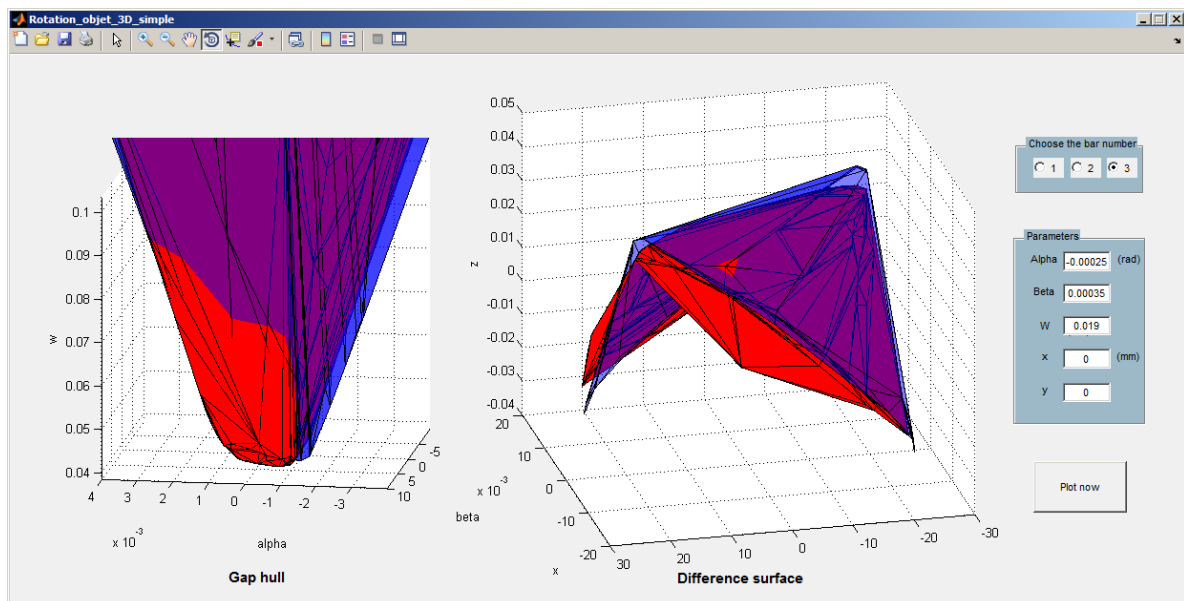 Rotation_objet_3D_simple
0.1
0.09
0.08
0.07
0.06
0.05
0.04
w
4 3 2 1 0 -1 -2 -3
-5
0
5
10
x 10⁻³
alpha
x 10⁻³
beta
Gap hull
0.05
0.04
0.03
0.02
0.01
0
-0.01
-0.02
-0.03
-0.04
z
20
10
0
-10
-20
x
30 20 10 0 -10 -20 -30
Difference surface
Choose the bar number
1 2 3
Parameters
Alpha -0.00025 (rad)
Beta 0.00035
W 0.019
x 0 (mm)
y 0
Plot now